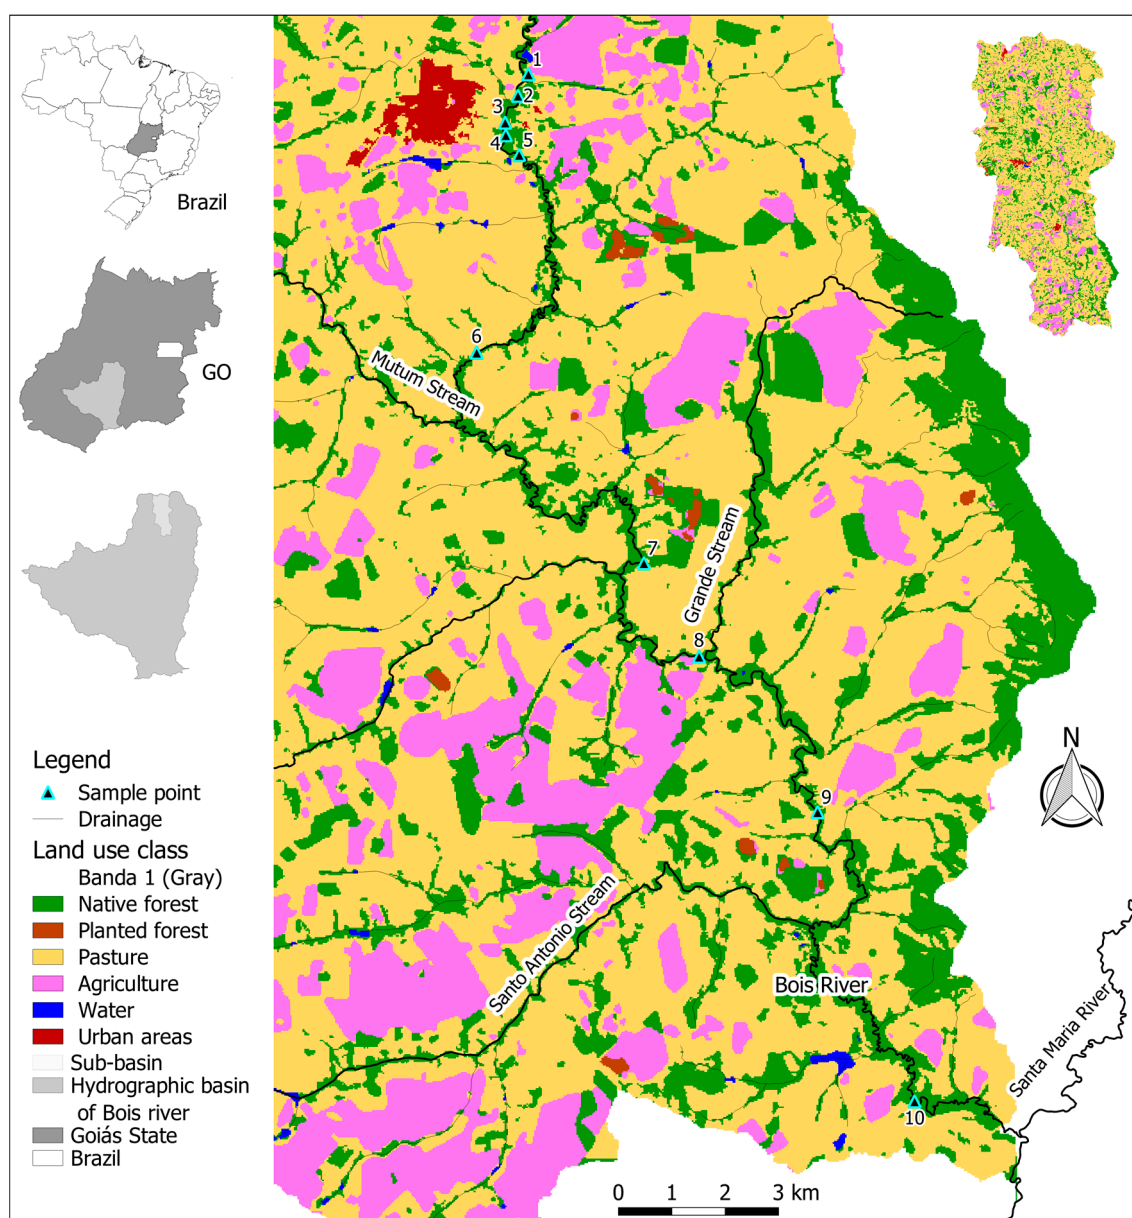 Brazil
GO
Legend
Sample point
Drainage
Land use class
Banda 1 (Gray)
Native forest
Planted forest
Pasture
Agriculture
Water
Urban areas
Sub-basin
Hydrographic basin
of Bois river
Goiás State
Brazil
1
2
3
4
5
6
Mutum Stream
7
Grande Stream
8
N
9
Santo Antonio Stream
Bois River
Santa Maria River
10
0 1 2 3 km